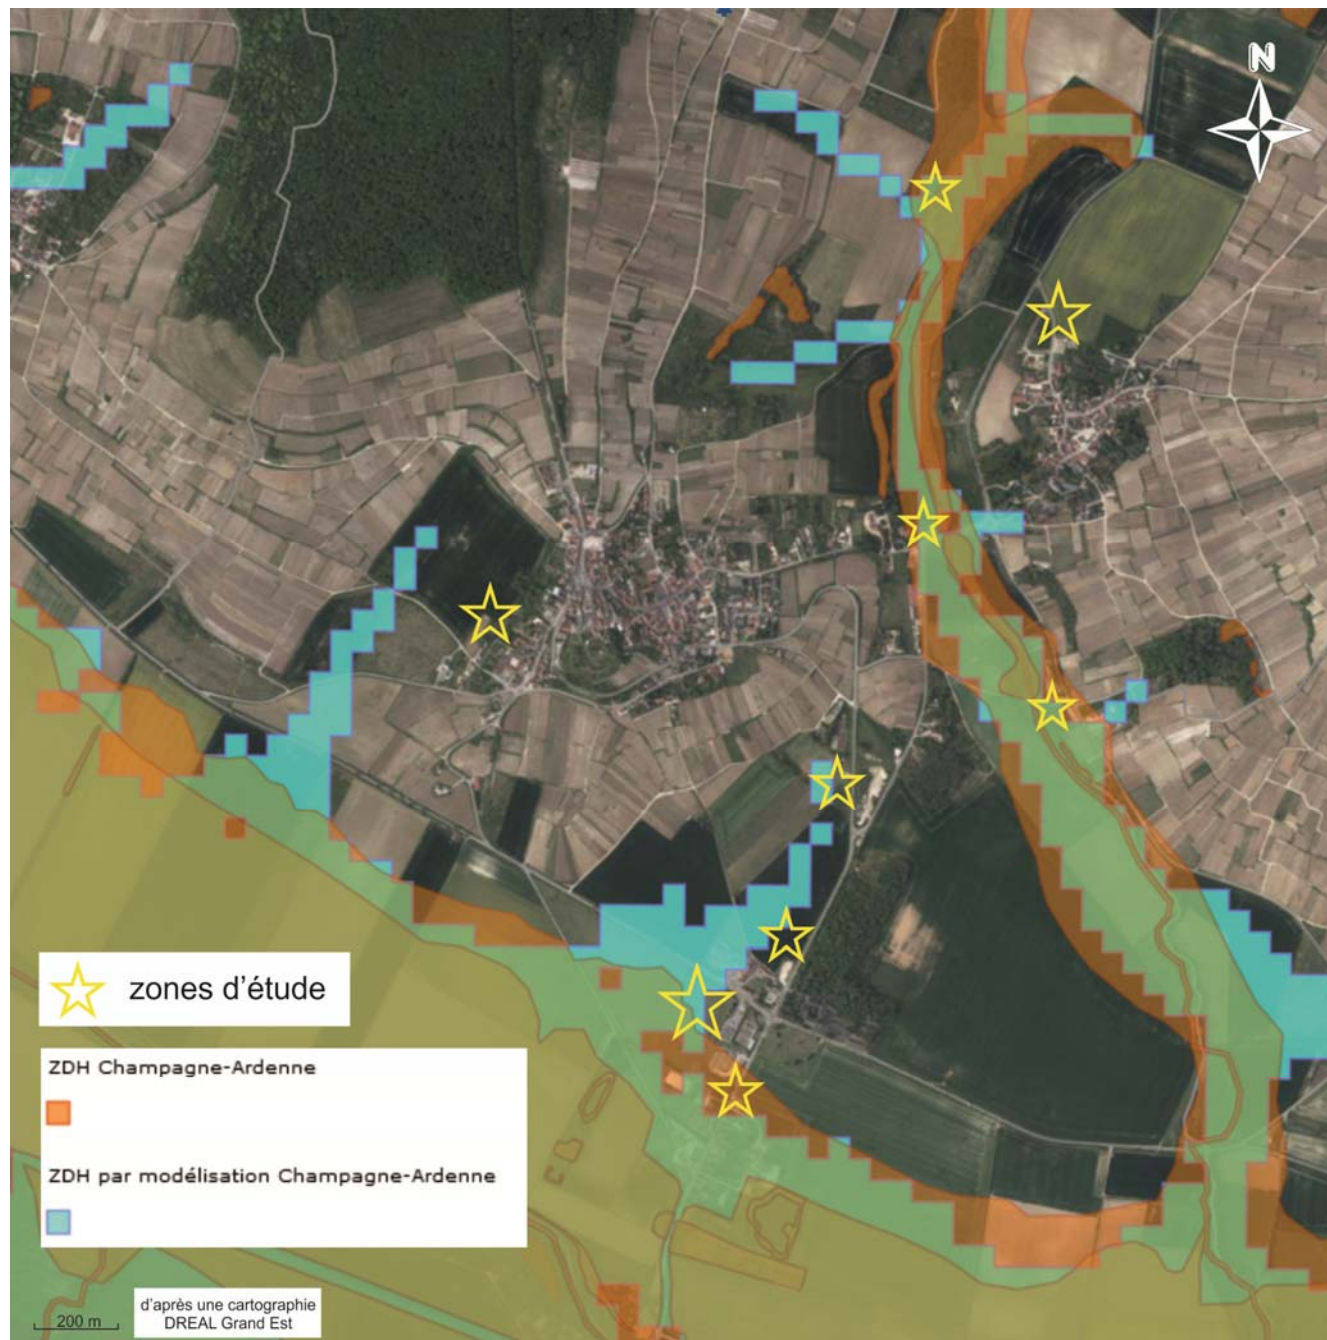 N
zones d'étude
ZDH Champagne-Ardenne
ZDH par modélisation Champagne-Ardenne
200 m
d'après une cartographie
DREAL Grand Est